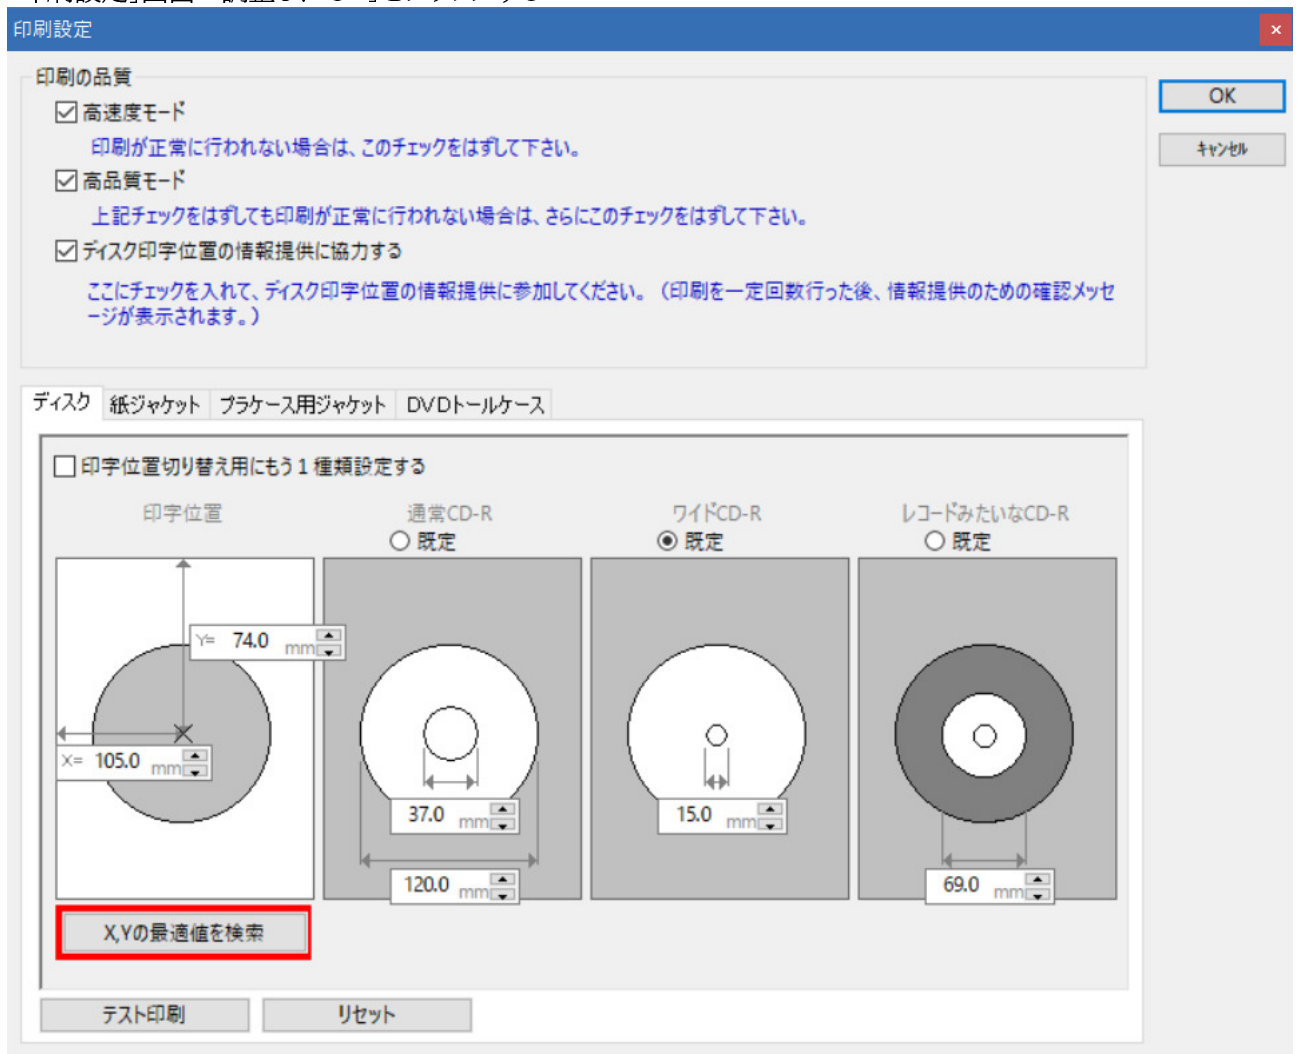 印刷設定
印刷の品質
高速度モード
印刷が正常に行われない場合は、このチェックをはずして下さい。
高品質モード
上記チェックをはずしても印刷が正常に行われない場合は、さらにこのチェックをはずして下さい。
ディスク印字位置の情報提供に協力する
ここにチェックを入れて、ディスク印字位置の情報提供に参加してください。（印刷を一定回数行った後、情報提供のための確認メッセ
ージが表示されます。）
OK
キャンセル
ディスク 紙ジャケット プラケース用ジャケット DVDトールケース
印字位置切り替え用にもう１種類設定する
印字位置 通常CD-R ワイドCD-R レコードみたいなCD-R
既定 既定 既定
Y= 74.0 mm
X= 105.0 mm
37.0 mm 15.0 mm
120.0 mm 69.0 mm
X,Yの最適値を検索
テスト印刷 リセット